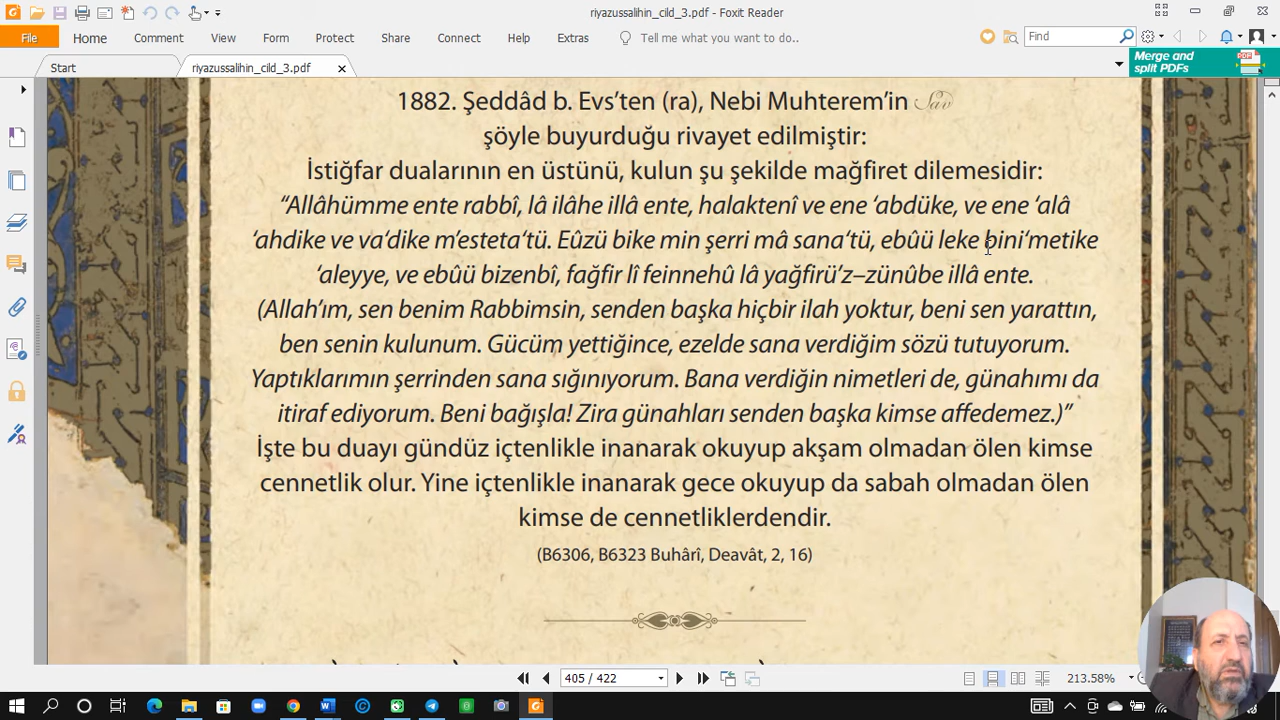 riyazussalihin_cild_3.pdf - Foxit Reader
File Home Comment View Form Protect Share Connect Help Extras Tell me what you want to do... Find
Start riyazussalihin_cild_3.pdf
Merge and
split PDFs
PDF
1882. Şeddâd b. Evs’ten (ra), Nebi Muhterem’in Sav
şöyle buyurduğu rivayet edilmiştir:
İstiğfar dualarının en üstünü, kulun şu şekilde mağfiret dilemesidir:
“Allâhümme ente rabbî, lâ ilâhe illâ ente, halaktenî ve ene ‘abdüke, ve ene ‘alâ
‘ahdike ve va‘dike m’esteta‘tü. Eûzü bike min şerri mâ sana‘tü, ebûü leke bini‘metike
‘aleyye, ve ebûü bizenbî, fağfir lî feinnehû lâ yağfirü’z–zünûbe illâ ente.
(Allah’ım, sen benim Rabbimsin, senden başka hiçbir ilah yoktur, beni sen yarattın,
ben senin kulunum. Gücüm yettiğince, ezelde sana verdiğim sözü tutuyorum.
Yaptıklarımın şerrinden sana sığınıyorum. Bana verdiğin nimetleri de, günahımı da
itiraf ediyorum. Beni bağışla! Zira günahları senden başka kimse affedemez.)”
İşte bu duayı gündüz içtenlikle inanarak okuyup akşam olmadan ölen kimse
cennetlik olur. Yine içtenlikle inanarak gece okuyup da sabah olmadan ölen
kimse de cennetliklerdendir.
(B6306, B6323 Buhârî, Deavât, 2, 16)
405 / 422 213.58%